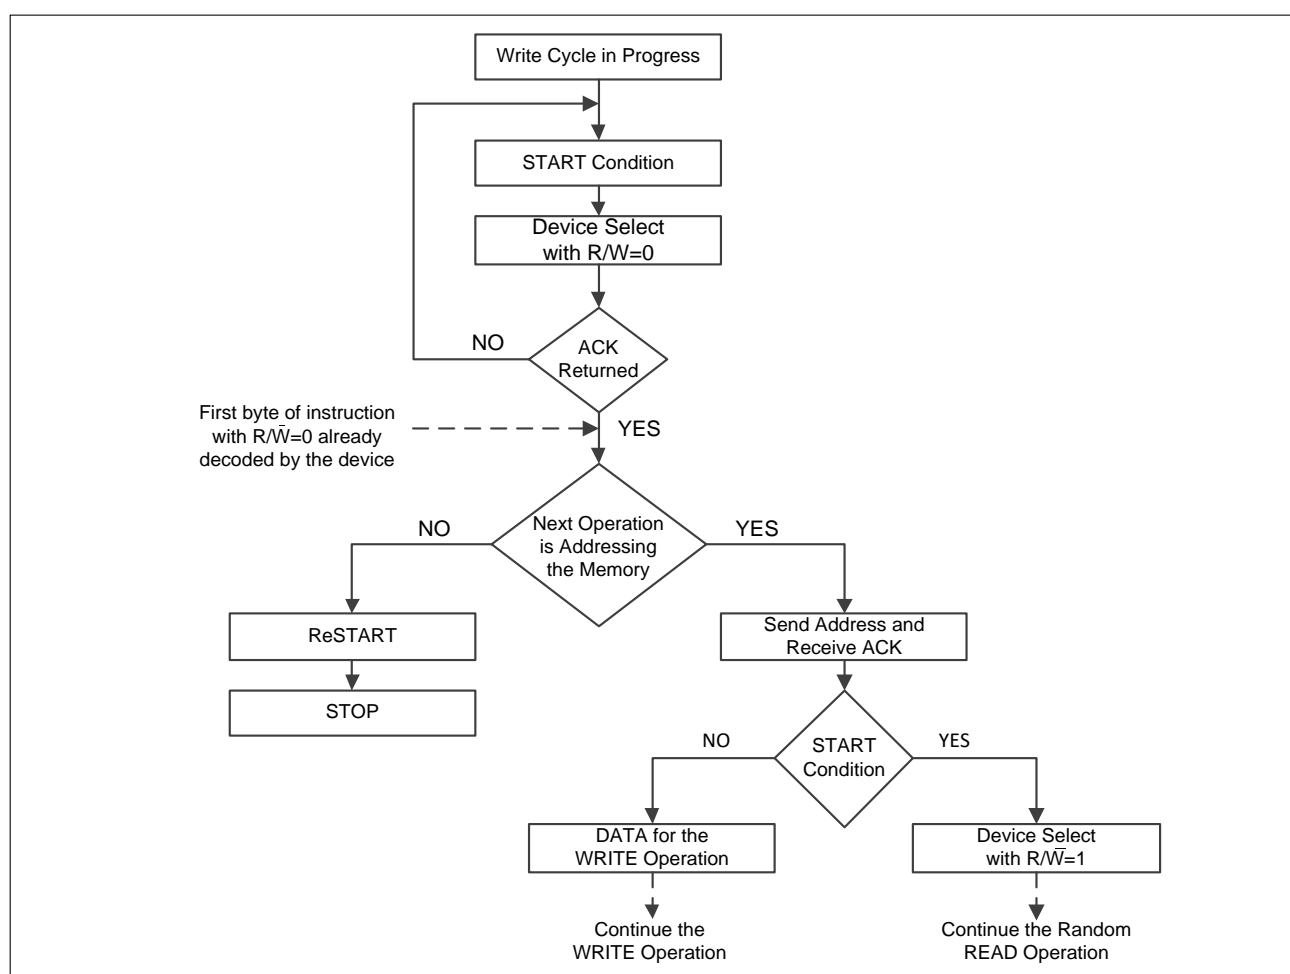 Write Cycle in Progress
START Condition
Device Select
with R/W=0
NO
ACK
Returned
First byte of instruction
with R/W̅=0 already
decoded by the device
YES
NO
Next Operation
is Addressing
the Memory
YES
ReSTART
STOP
Send Address and
Receive ACK
NO
START
Condition
YES
DATA for the
WRITE Operation
Device Select
with R/W̅=1
Continue the
WRITE Operation
Continue the Random
READ Operation